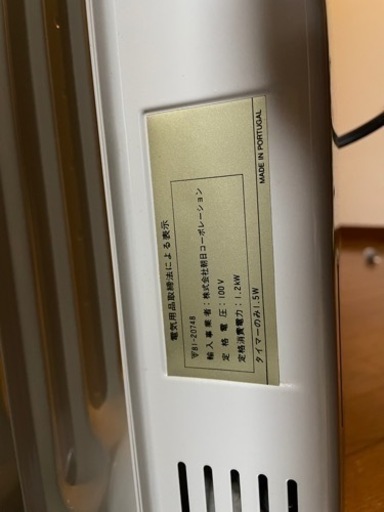 電気用品取締法による表示
▽81-20748
輸入事業者:株式会社朝日コーポレーション
定格電圧:100V
定格消費電力:1.2kW
タイマーのみ1.5W
MADE IN PORTUGAL